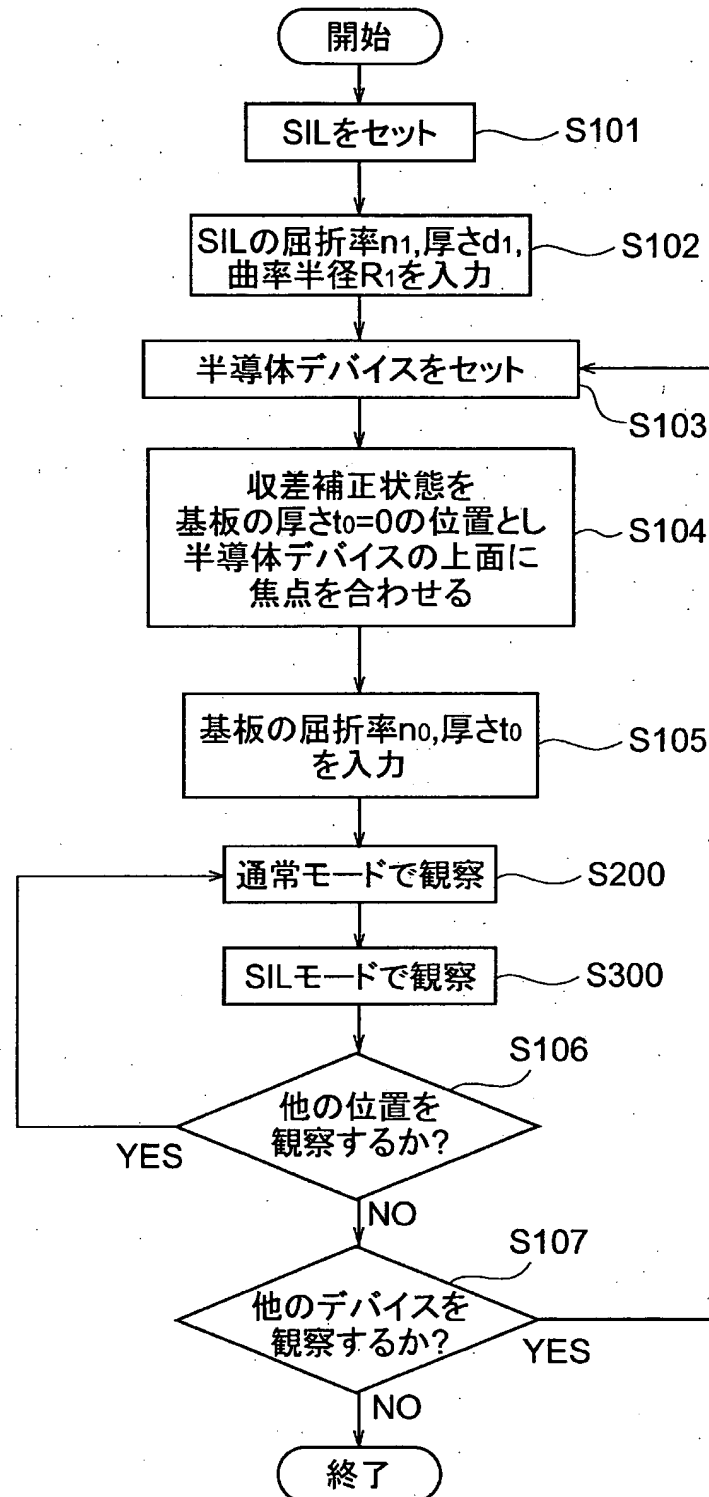 開始
SILをセット
S101
SILの屈折率n1,厚さd1,
曲率半径R1を入力
S102
半導体デバイスをセット
S103
収差補正状態を
基板の厚さt0=0の位置とし
半導体デバイスの上面に
焦点を合わせる
S104
基板の屈折率n0,厚さt0
を入力
S105
通常モードで観察
S200
SILモードで観察
S300
S106
他の位置を
観察するか?
YES
NO
S107
他のデバイスを
観察するか?
YES
NO
終了